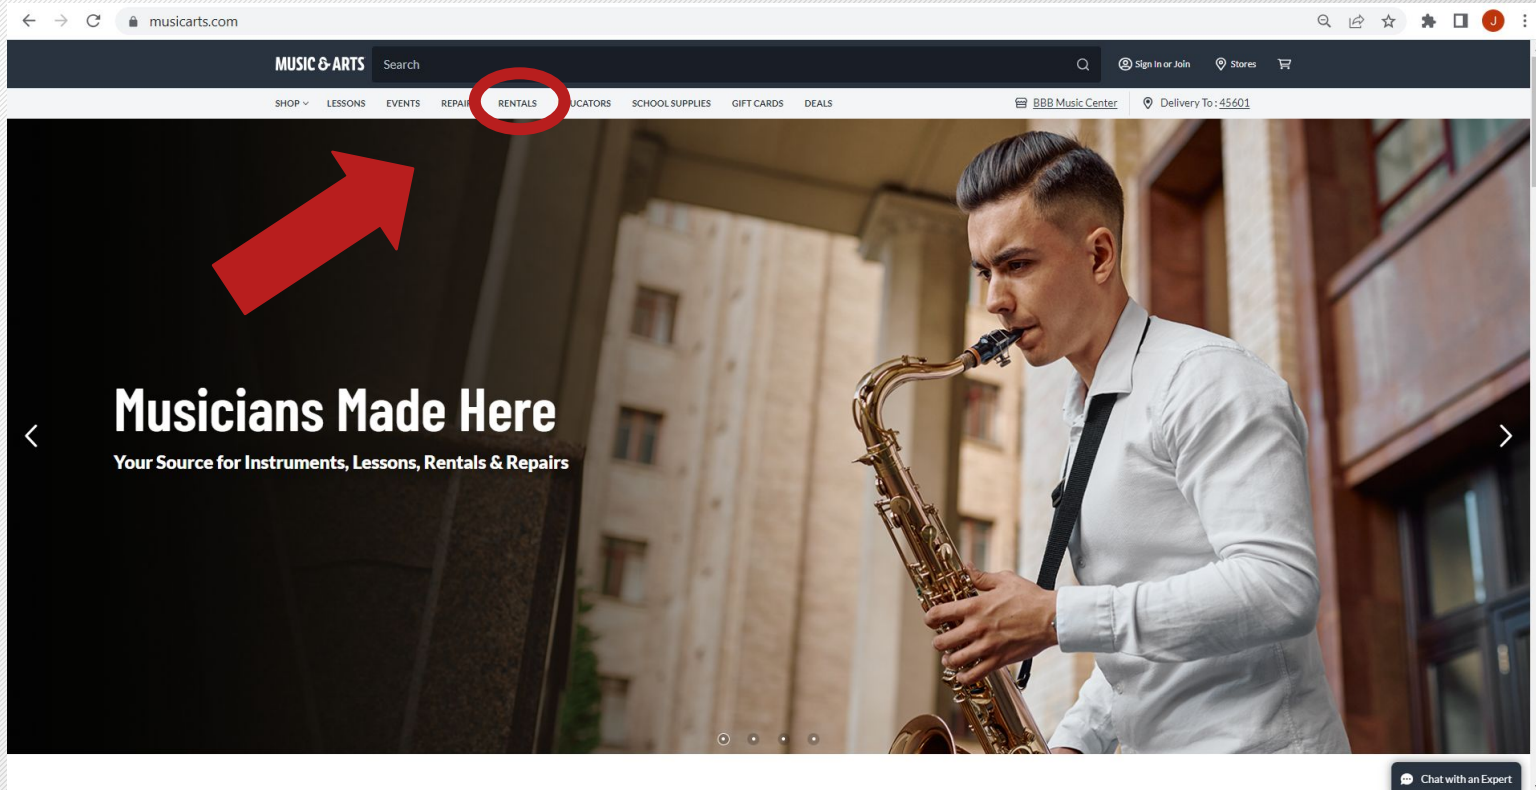 musicarts.com
J
MUSIC & ARTS
Search
Sign In or Join
Stores
SHOP
LESSONS
EVENTS
RENTALS
SCHOOL SUPPLIES
GIFT CARDS
DEALS
BBB Music Center
Delivery To : 45601
Musicians Made Here
Your Source for Instruments, Lessons, Rentals & Repairs
Chat with an Expert